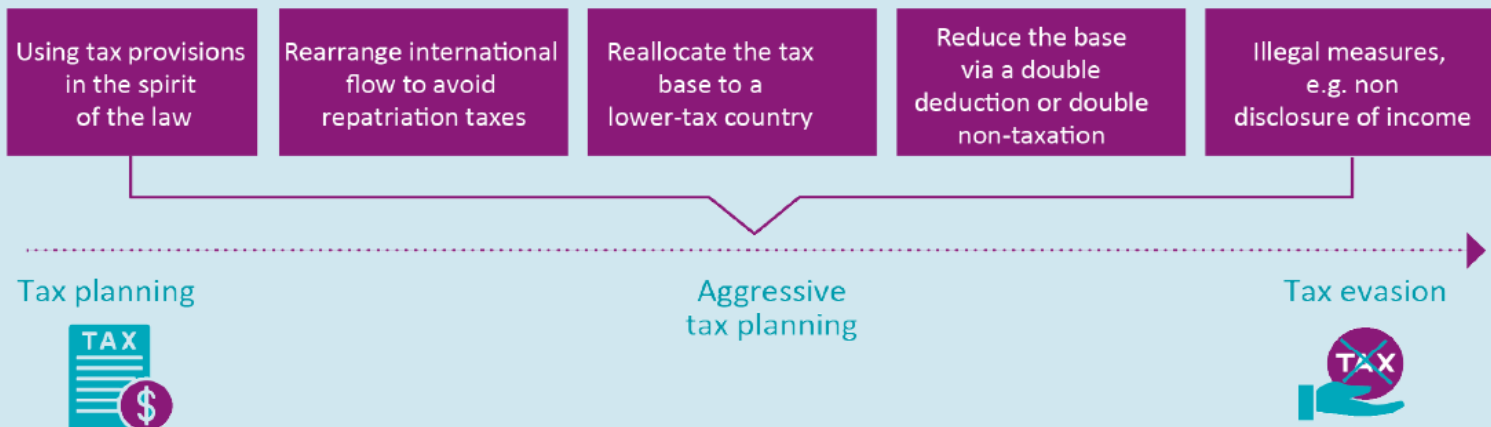 Using tax provisions
in the spirit
of the law
Rearrange international
flow to avoid
repatriation taxes
Reallocate the tax
base to a
lower-tax country
Reduce the base
via a double
deduction or double
non-taxation
Illegal measures,
e.g. non
disclosure of income
Tax planning
Aggressive
tax planning
Tax evasion
TAX
$
TAX